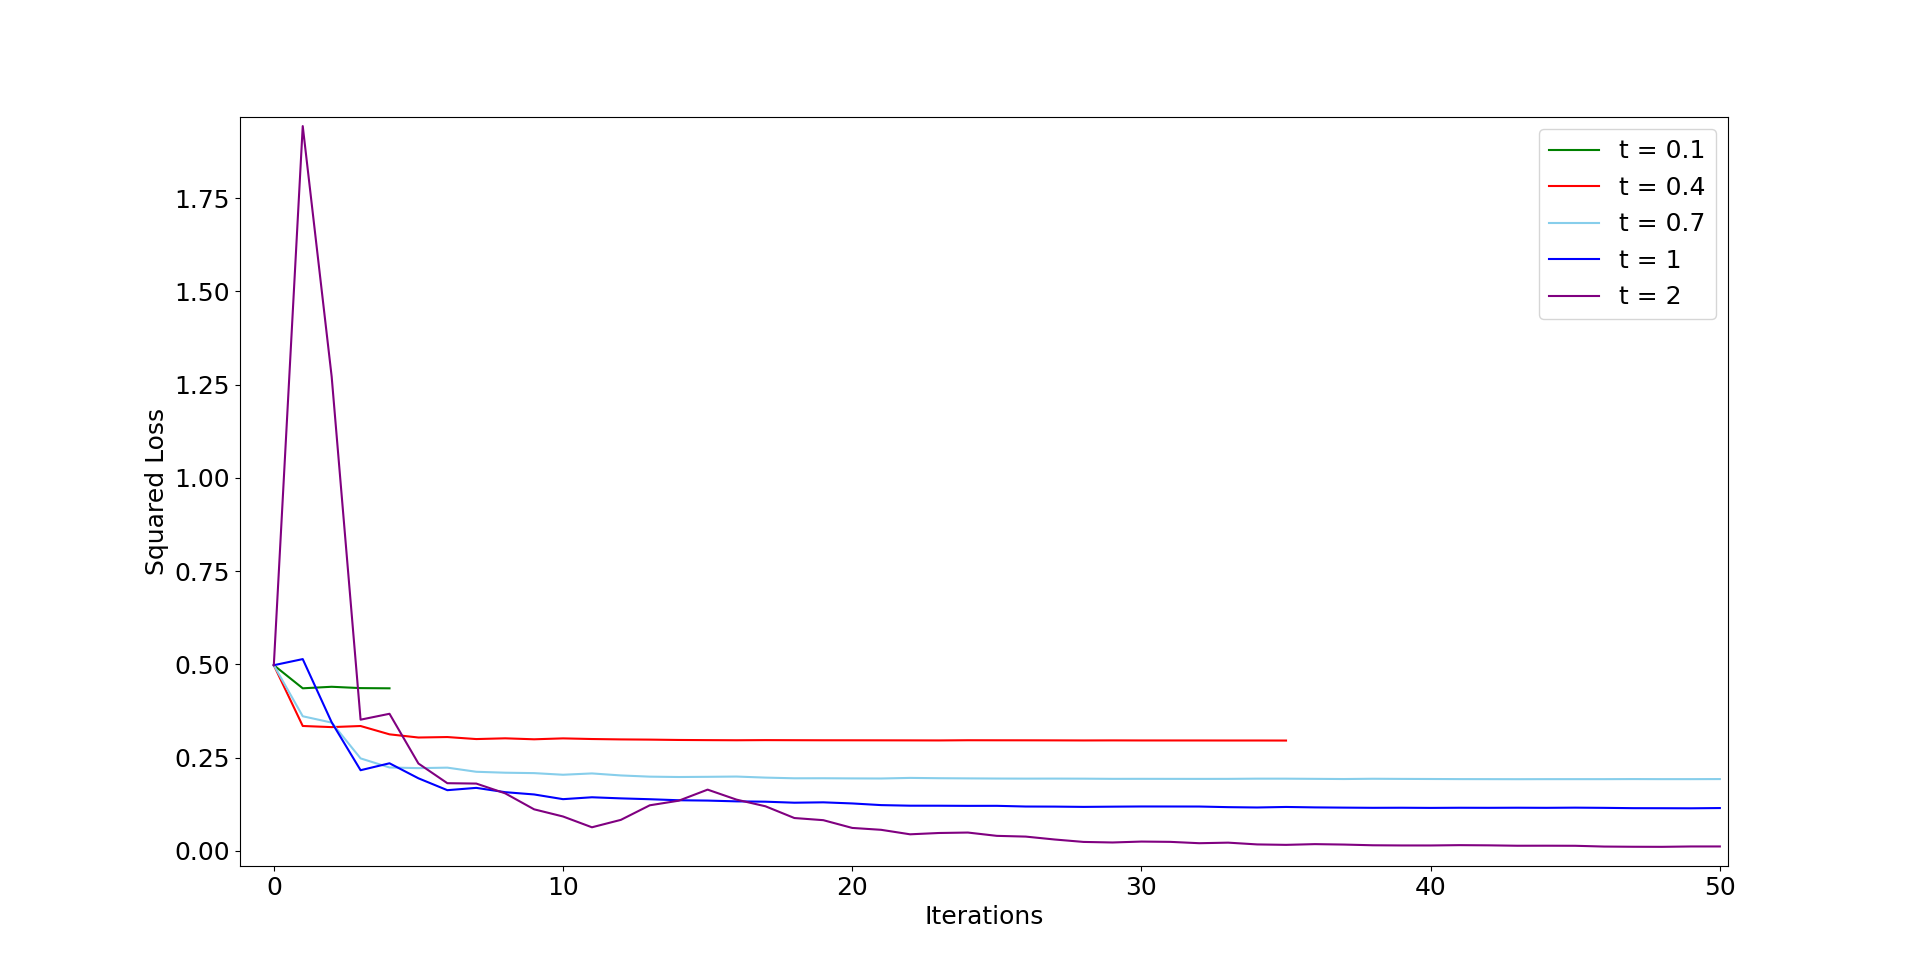 Squared Loss
1.75
1.50
1.25
1.00
0.75
0.50
0.25
0.00
0 10 20 30 40 50
Iterations
t = 0.1
t = 0.4
t = 0.7
t = 1
t = 2